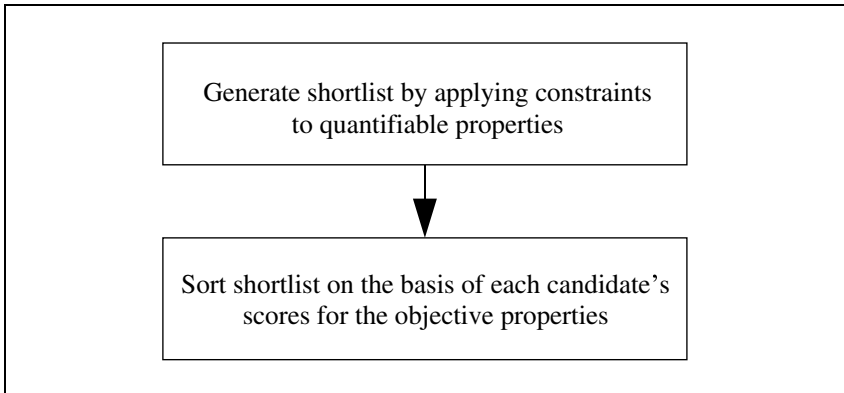 Generate shortlist by applying constraints
to quantifiable properties
Sort shortlist on the basis of each candidate’s
scores for the objective properties